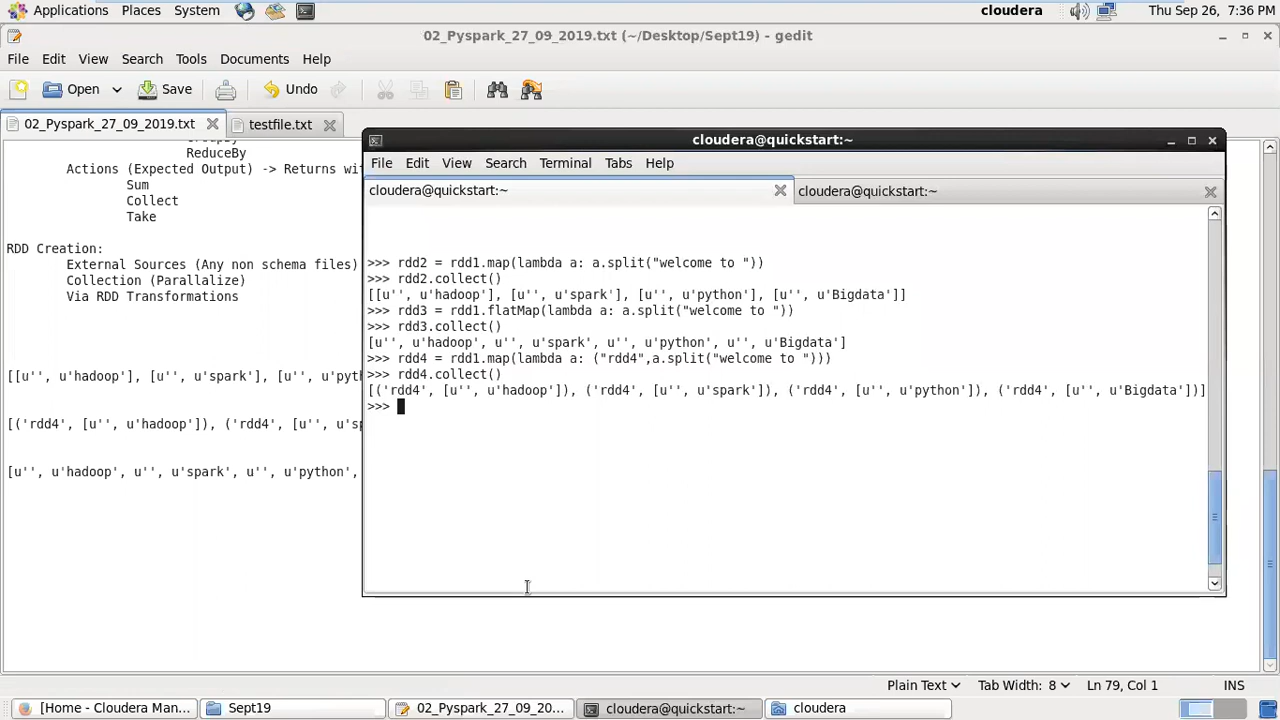 Applications Places System cloudera Thu Sep 26, 7:36 PM
02_Pyspark_27_09_2019.txt (~/Desktop/Sept19) - gedit
File Edit View Search Tools Documents Help
Open Save Undo
02_Pyspark_27_09_2019.txt testfile.txt
ReduceBy
Actions (Expected Output) -> Returns wi
Sum
Collect
Take
RDD Creation:
External Sources (Any non schema files)
Collection (Parallalize)
Via RDD Transformations
[[u'', u'hadoop'], [u'', u'spark'], [u'', u'pyt
[('rdd4', [u'', u'hadoop']), ('rdd4', [u'', u's
[u'', u'hadoop', u'', u'spark', u'', u'python',
cloudera@quickstart:~
File Edit View Search Terminal Tabs Help
cloudera@quickstart:~ cloudera@quickstart:~
>>> rdd2 = rdd1.map(lambda a: a.split("welcome to "))
>>> rdd2.collect()
[[u'', u'hadoop'], [u'', u'spark'], [u'', u'python'], [u'', u'Bigdata']]
>>> rdd3 = rdd1.flatMap(lambda a: a.split("welcome to "))
>>> rdd3.collect()
[u'', u'hadoop', u'', u'spark', u'', u'python', u'', u'Bigdata']
>>> rdd4 = rdd1.map(lambda a: ("rdd4",a.split("welcome to ")))
>>> rdd4.collect()
[('rdd4', [u'', u'hadoop']), ('rdd4', [u'', u'spark']), ('rdd4', [u'', u'python']), ('rdd4', [u'', u'Bigdata'])]
>>>
Plain Text Tab Width: 8 Ln 79, Col 1 INS
[Home - Cloudera Man... Sept19 02_Pyspark_27_09_20... cloudera@quickstart:~ cloudera